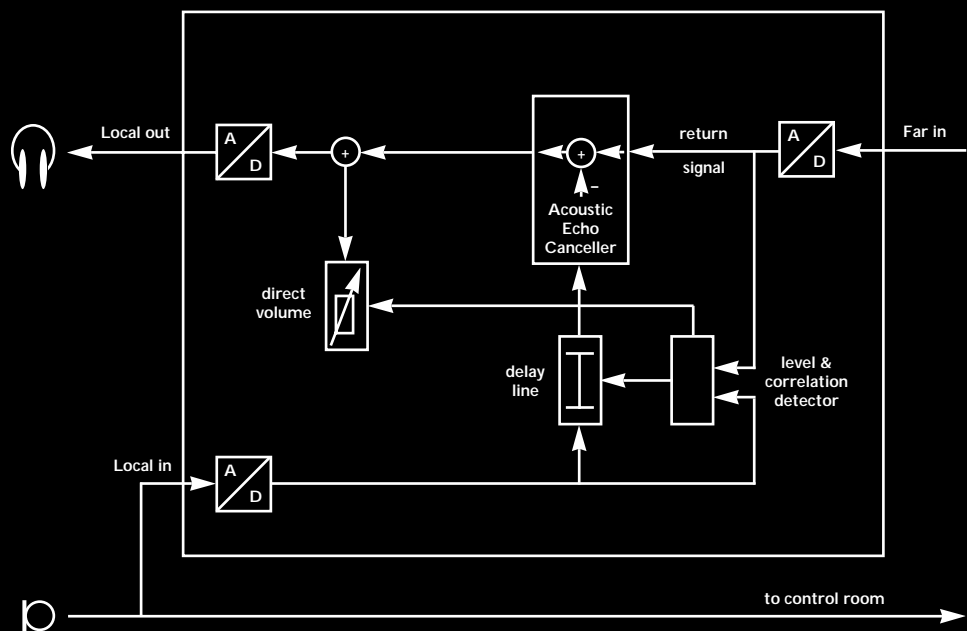 Local out
A
D
+
+
return
signal
–
Acoustic
Echo
Canceller
A
D
Far in
direct
volume
delay
line
level &
correlation
detector
Local in
A
D
to control room